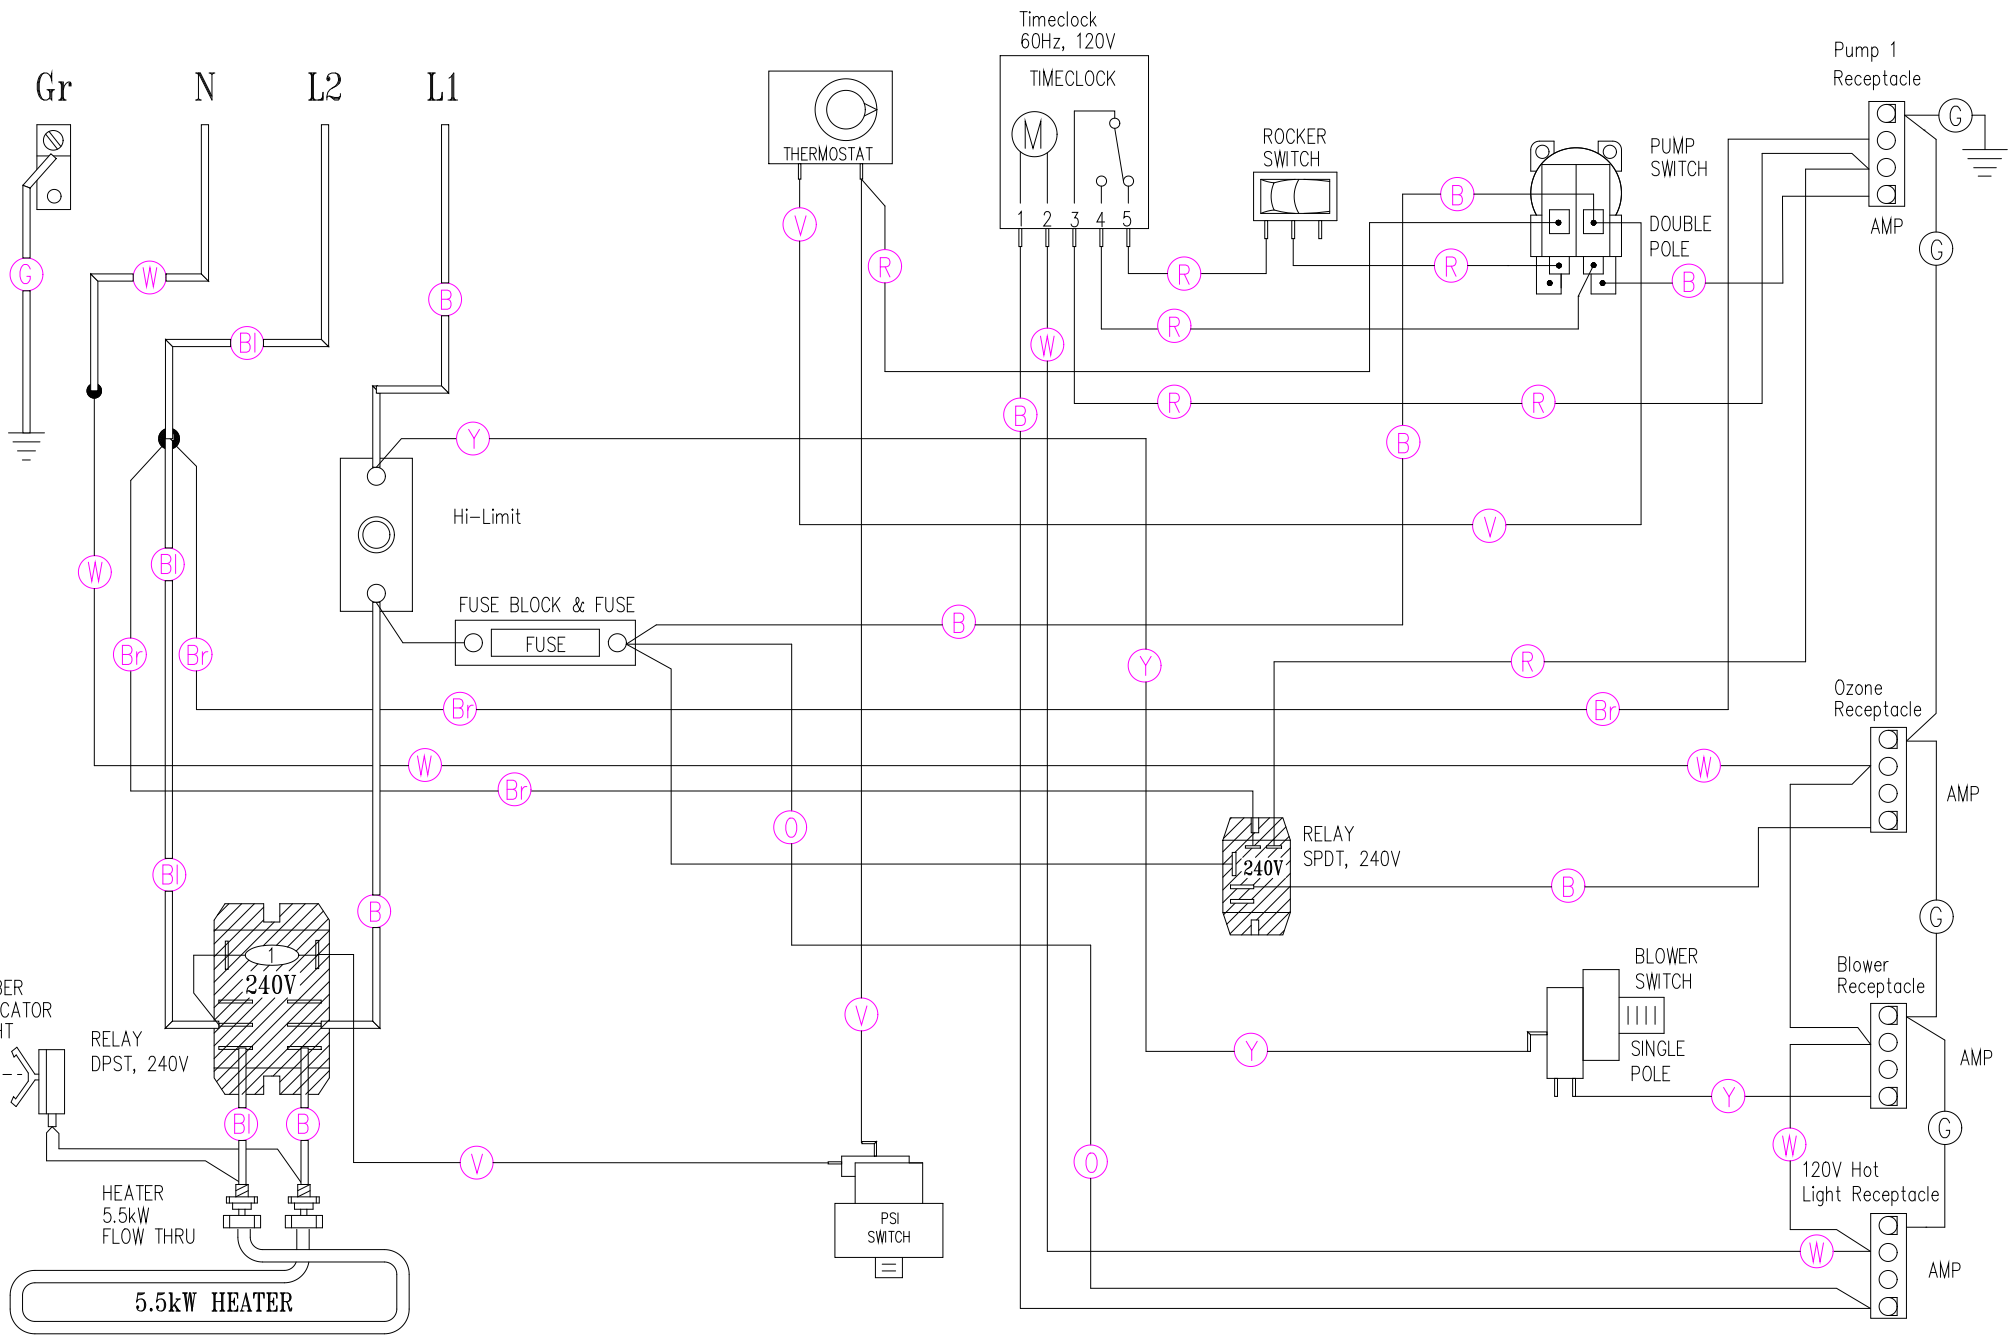 Gr
N
L2
L1
G
W
Bl
B
THERMOSTAT
V
R
Timeclock
60Hz, 120V
TIMECLOCK
M
1 2 3 4 5
ROCKER
SWITCH
R
R
R
B
R
PUMP
SWITCH
DOUBLE
POLE
B
Pump 1
Receptacle
AMP
G
G
W
B
R
R
B
Y
Hi-Limit
V
W
Bl
FUSE BLOCK & FUSE
FUSE
B
Br
Br
Y
R
Br
Br
W
W
Br
O
Ozone
Receptacle
AMP
RELAY
SPDT, 240V
240V
B
Bl
B
G
1
240V
RELAY
DPST, 240V
BER
CATOR
HT
V
Y
BLOWER
SWITCH
SINGLE
POLE
Y
Blower
Receptacle
AMP
G
Bl
B
V
O
W
120V Hot
Light Receptacle
W
AMP
HEATER
5.5kW
FLOW THRU
PSI
SWITCH
5.5kW HEATER